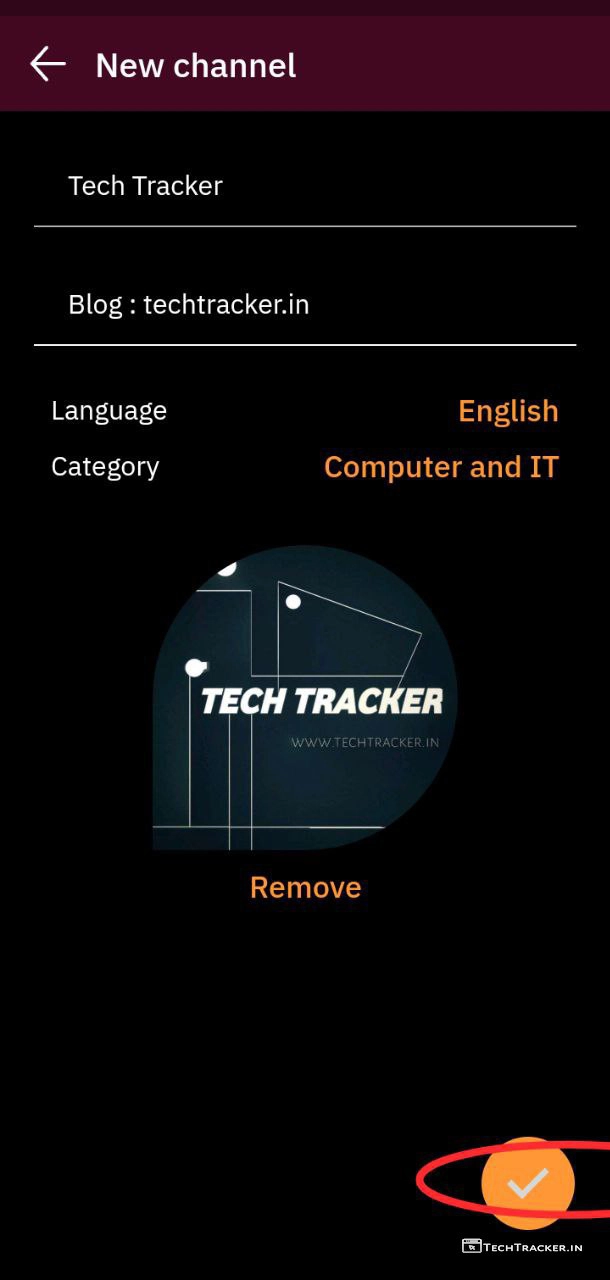 New channel
Tech Tracker
Blog : techtracker.in
Language English
Category Computer and IT
TECH TRACKER
WWW.TECHTRACKER.IN
Remove
TECHTRACKER.IN